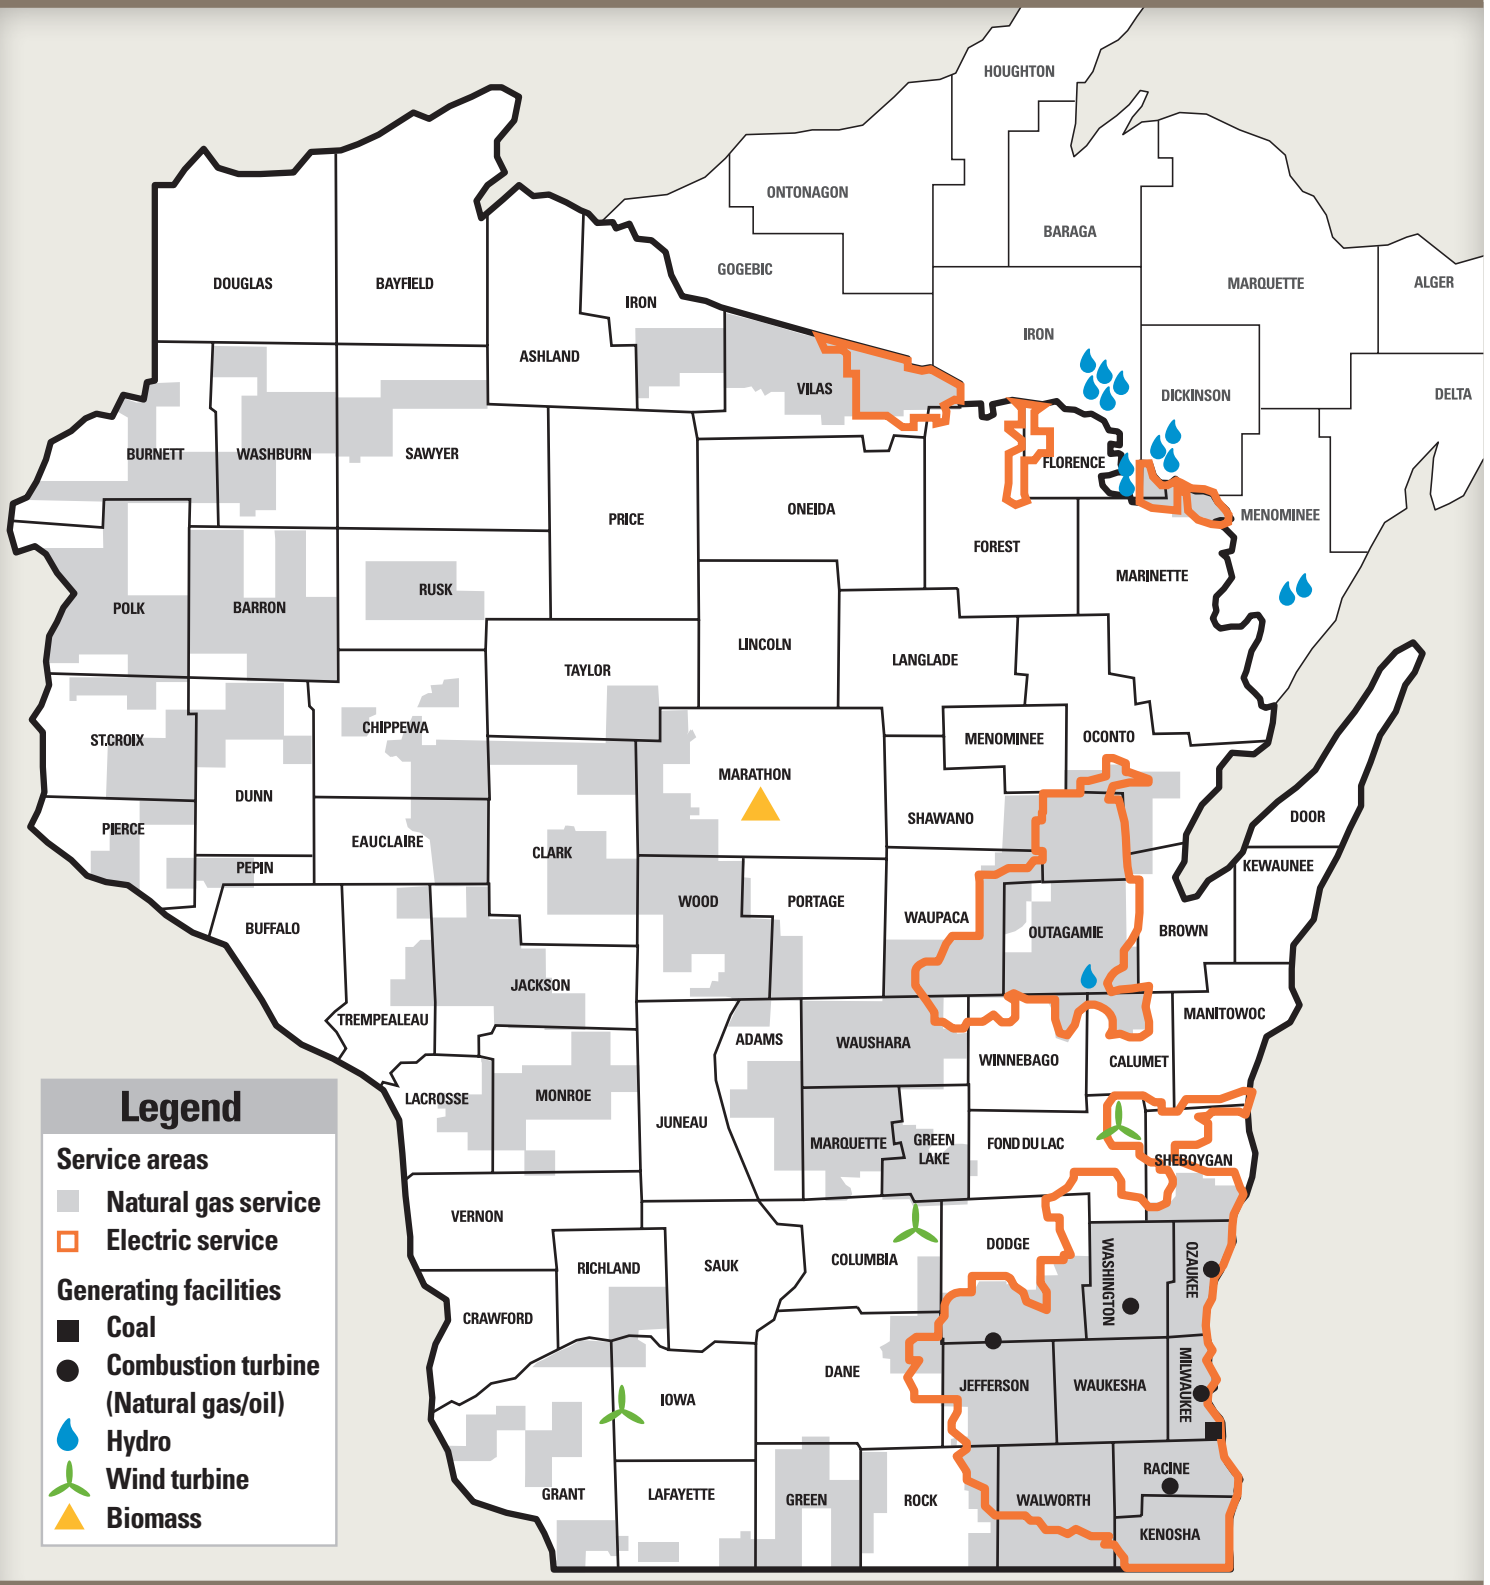 HOUGHTON
ONTONAGON
BARAGA
GOGEBIC
DOUGLAS
BAYFIELD
MARQUETTE
ALGER
IRON
IRON
ASHLAND
VILAS
DICKINSON
DELTA
BURNETT
WASHBURN
SAWYER
FLORENCE
PRICE
ONEIDA
MENOMINEE
FOREST
MARINETTE
RUSK
POLK
BARRON
LINCOLN
LANGLADE
TAYLOR
CHIPPEWA
ST.CROIX
MENOMINEE
OCONTO
MARATHON
DUNN
SHAWANO
DOOR
PIERCE
EAUCLAIRE
CLARK
PEPIN
KEWAUNEE
WOOD
PORTAGE
WAUPACA
BUFFALO
OUTAGAMIE
BROWN
JACKSON
TREMPEALEAU
MANITOWOC
ADAMS
WAUSHARA
WINNEBAGO
CALUMET
LACROSSE
MONROE
JUNEAU
MARQUETTE
GREEN
LAKE
FOND DU LAC
SHEBOYGAN
VERNON
RICHLAND
SAUK
COLUMBIA
DODGE
WASHINGTON
OZAUKEE
CRAWFORD
DANE
IOWA
JEFFERSON
WAUKESHA
MILWAUKEE
GRANT
LAFAYETTE
GREEN
ROCK
WALWORTH
RACINE
KENOSHA
Legend
Service areas
Natural gas service
Electric service
Generating facilities
Coal
Combustion turbine
(Natural gas/oil)
Hydro
Wind turbine
Biomass